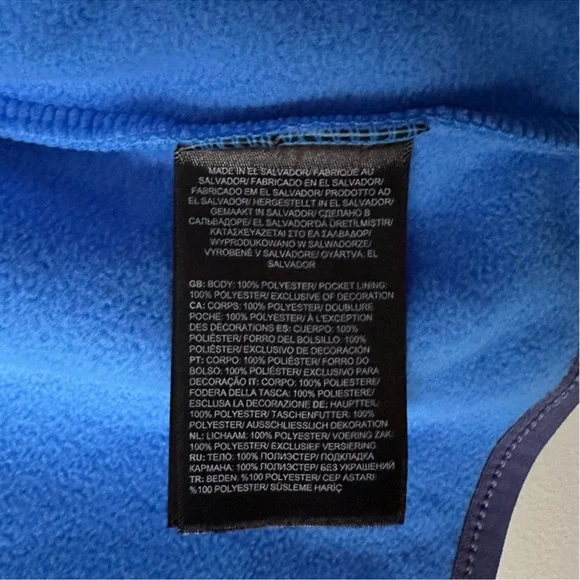 MADE IN EL SALVADOR/ FABRIQUE AU
SALVADOR/ FABRICADO EN EL SALVADOR/
FABRICADO EM EL SALVADOR/ PRODOTTO AD
EL SALVADOR/ HERGESTELLT IN EL SALVADOR/
GEMAAKT IN SALVADOR/ СДЕЛАНО В
САЛЬВАДОРЕ/ EL SALVADOR'DA ÜRETİLMİŞTİR/
ΚΑΤΑΣΚΕΥΑΖΕΤΑΙ ΣΤΟ ΕΛ ΣΑΛΒΑΔΟΡ/
WYPRODUKOWANO W SALWADORZE/
VYROBENÉ V SALVADORE/ GYÁRTVA: EL
SALVADOR
GB: BODY: 100% POLYESTER/ POCKET LINING:
100% POLYESTER/ EXCLUSIVE OF DECORATION
CA: CORPS: 100% POLYESTER/ DOUBLURE
POCHE: 100% POLYESTER/ À L'EXCEPTION
DES DÉCORATIONS ES: CUERPO: 100%
POLIÉSTER/ FORRO DEL BOLSILLO: 100%
POLIÉSTER/ EXCLUSIVO DE DECORACIÓN
PT: CORPO: 100% POLIÉSTER/ FORRO DO
BOLSO: 100% POLIÉSTER/ EXCLUSIVO PARA
DECORAÇÃO IT: CORPO: 100% POLIESTERE/
FODERA DELLA TASCA: 100% POLIESTERE/
ESCLUSA LA DECORAZIONE DE: HAUPTTEIL:
100% POLYESTER/ TASCHENFUTTER: 100%
POLYESTER/ AUSSCHLIESSLICH DEKORATION
NL: LICHAAM: 100% POLYESTER/ VOERING ZAK:
100% POLYESTER/ EXCLUSIEF VERSIERING
RU: ТЕЛО: 100% ПОЛИЭСТЕР/ ПОДКЛАДКА
КАРМАНА: 100% ПОЛИЭСТЕР/ БЕЗ УКРАШЕНИЙ
TR: BEDEN: %100 POLYESTER/ CEP ASTARI:
%100 POLYESTER/ SÜSLEME HARİÇ